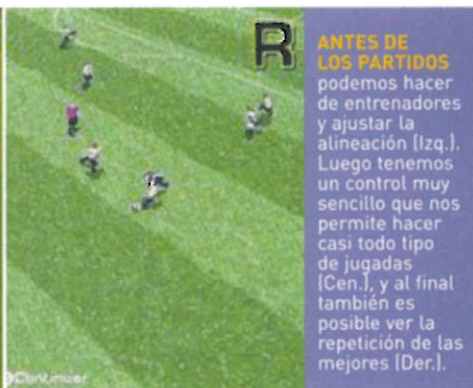 R
ANTES DE
LOS PARTIDOS
podemos hacer
de entrenadores
y ajustar la
alineación (Izq.).
Luego tenemos
un control muy
sencillo que nos
permite hacer
casi todo tipo
de jugadas
(Cen.), y al final
también es
posible ver la
repetición de las
mejores (Der.).
Continuar